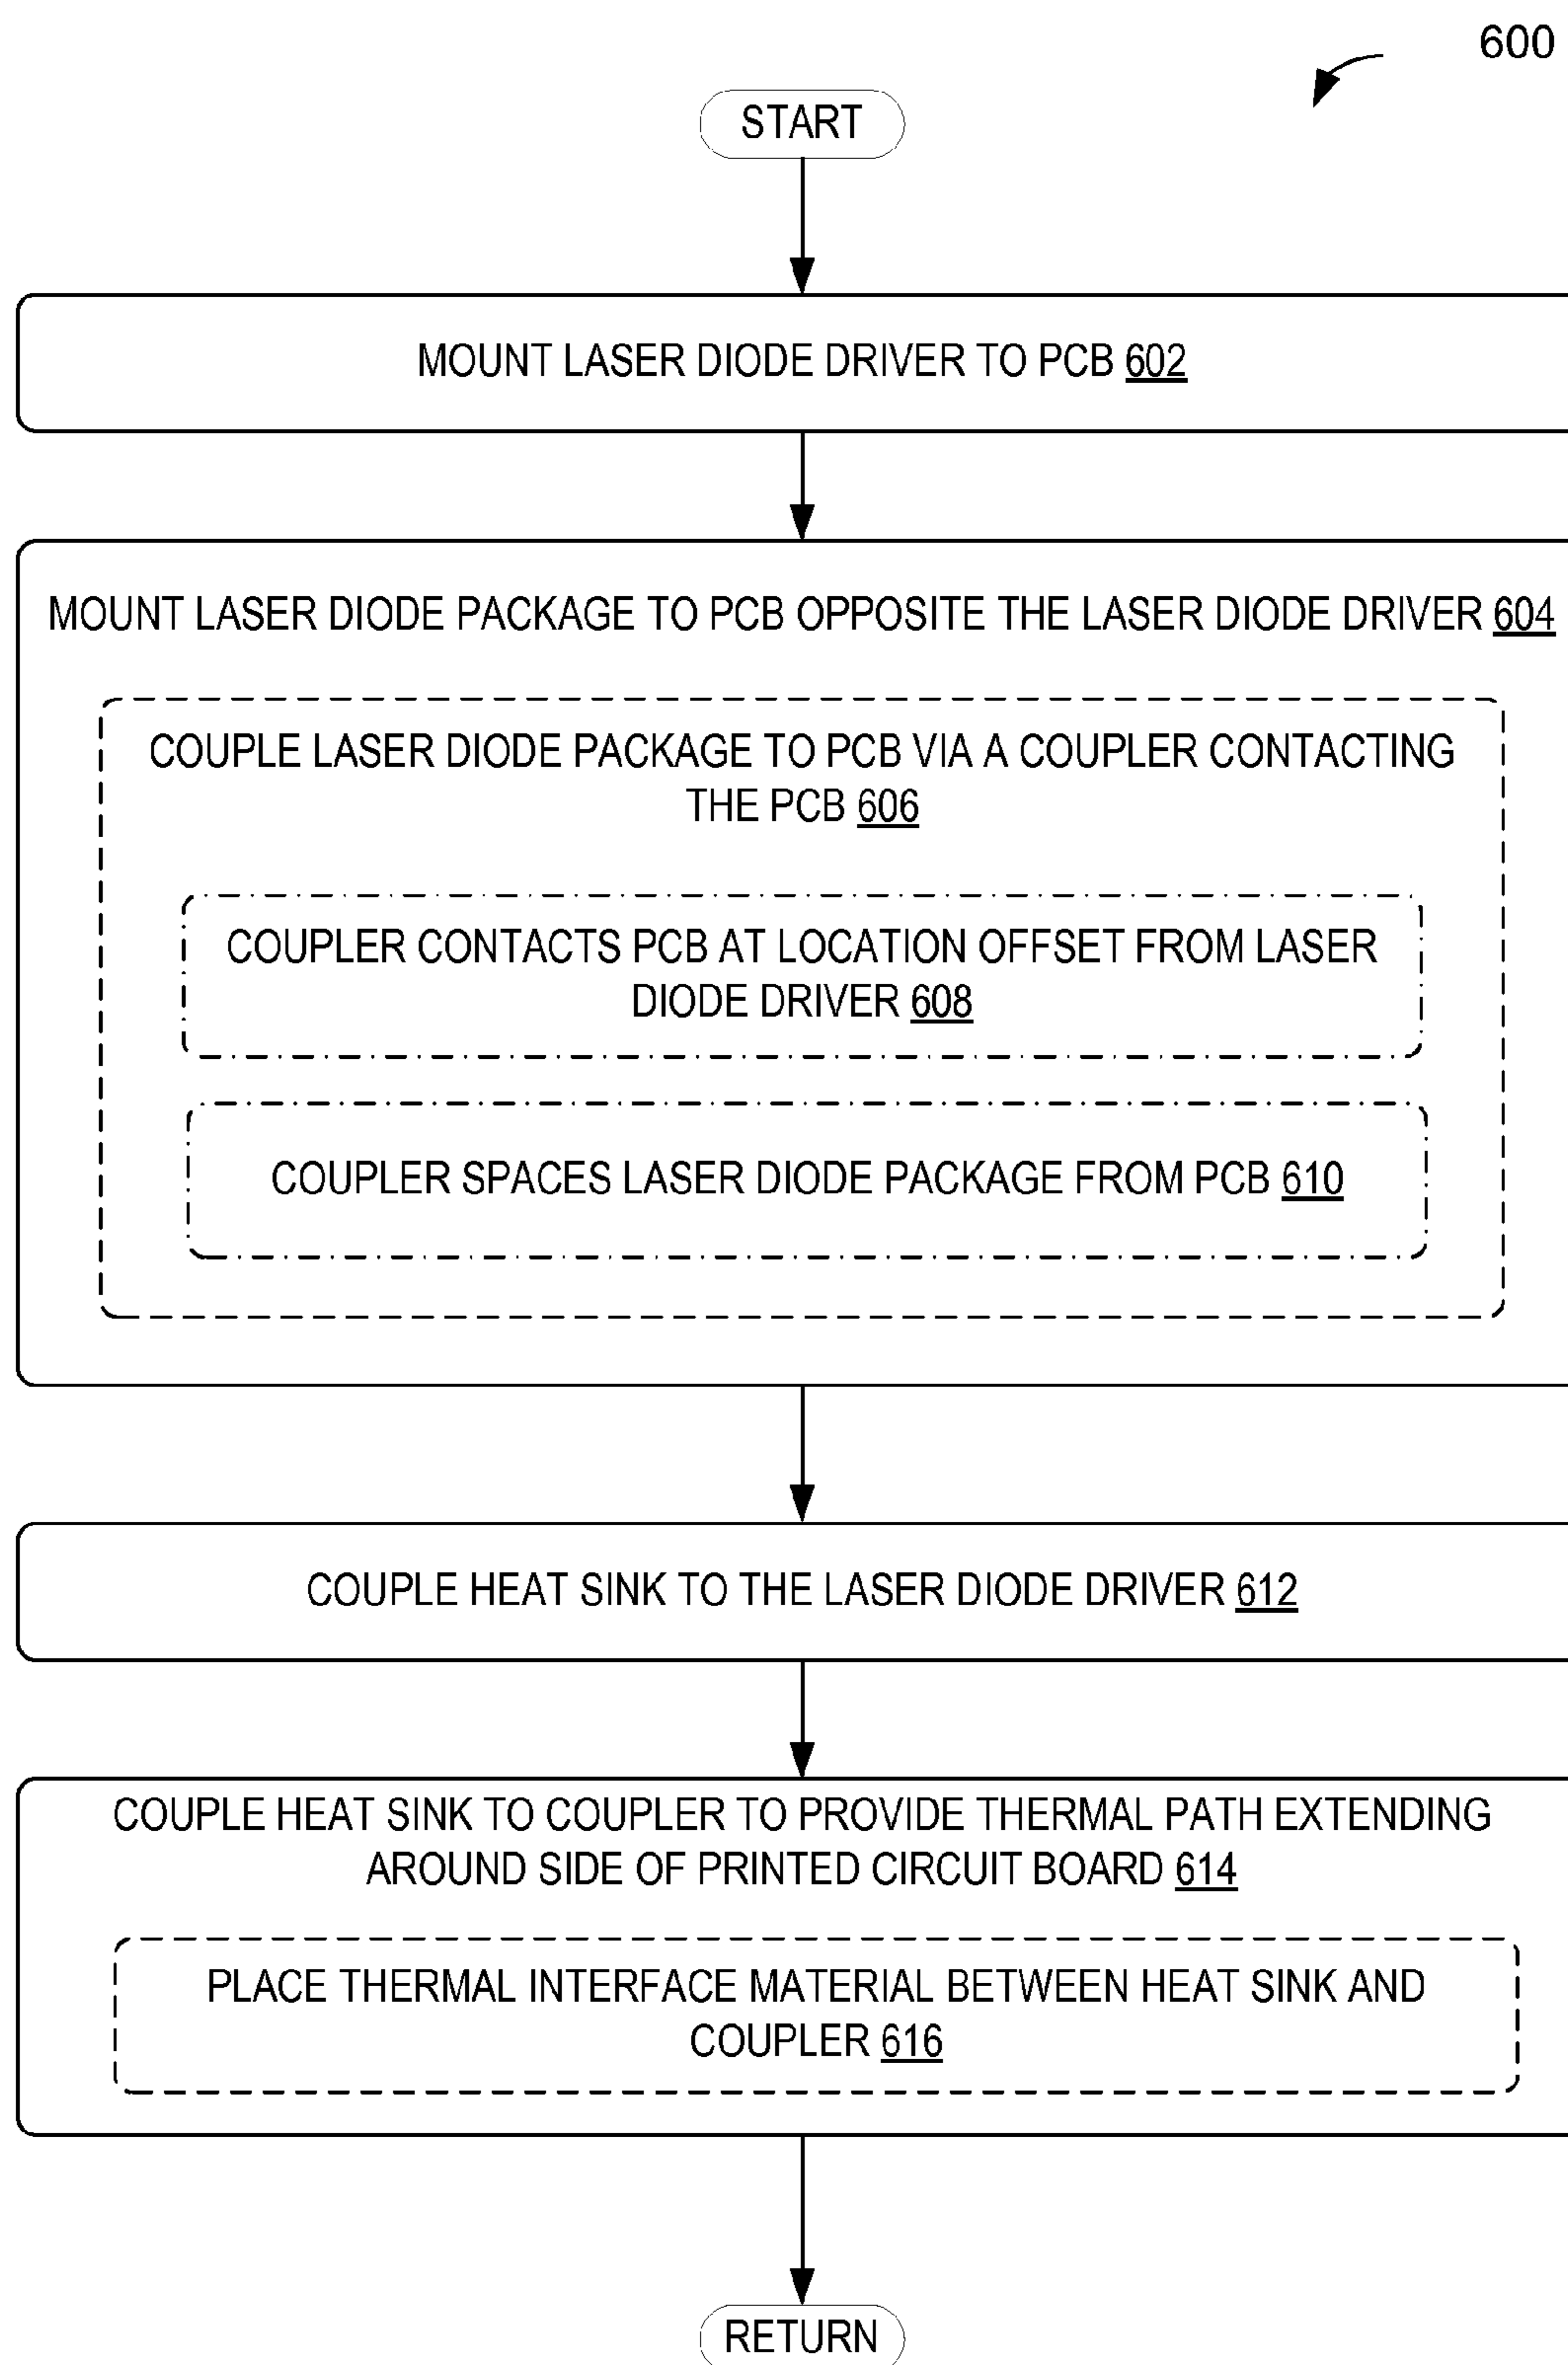 600
START
MOUNT LASER DIODE DRIVER TO PCB 602
MOUNT LASER DIODE PACKAGE TO PCB OPPOSITE THE LASER DIODE DRIVER 604
COUPLE LASER DIODE PACKAGE TO PCB VIA A COUPLER CONTACTING
THE PCB 606
COUPLER CONTACTS PCB AT LOCATION OFFSET FROM LASER
DIODE DRIVER 608
COUPLER SPACES LASER DIODE PACKAGE FROM PCB 610
COUPLE HEAT SINK TO THE LASER DIODE DRIVER 612
COUPLE HEAT SINK TO COUPLER TO PROVIDE THERMAL PATH EXTENDING
AROUND SIDE OF PRINTED CIRCUIT BOARD 614
PLACE THERMAL INTERFACE MATERIAL BETWEEN HEAT SINK AND
COUPLER 616
RETURN